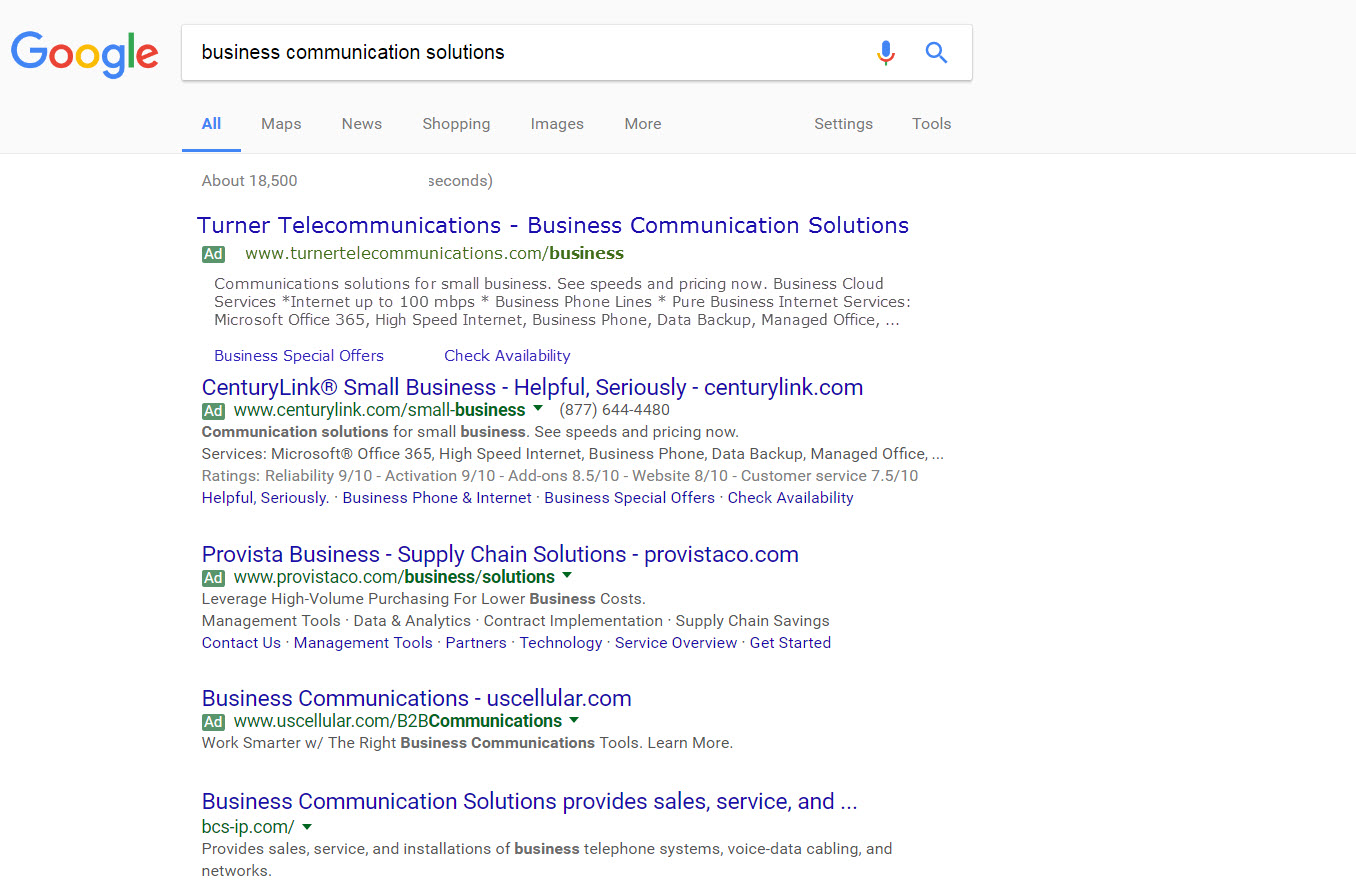 Google
business communication solutions
All Maps News Shopping Images More Settings Tools
About 18,500 seconds)
Turner Telecommunications - Business Communication Solutions
Ad www.turnertelecommunications.com/business
Communications solutions for small business. See speeds and pricing now. Business Cloud
Services *Internet up to 100 mbps * Business Phone Lines * Pure Business Internet Services:
Microsoft Office 365, High Speed Internet, Business Phone, Data Backup, Managed Office, ...
Business Special Offers Check Availability
CenturyLink® Small Business - Helpful, Seriously - centurylink.com
Ad www.centurylink.com/small-business (877) 644-4480
Communication solutions for small business. See speeds and pricing now.
Services: Microsoft® Office 365, High Speed Internet, Business Phone, Data Backup, Managed Office, ...
Ratings: Reliability 9/10 - Activation 9/10 - Add-ons 8.5/10 - Website 8/10 - Customer service 7.5/10
Helpful, Seriously. · Business Phone & Internet · Business Special Offers · Check Availability
Provista Business - Supply Chain Solutions - provistaco.com
Ad www.provistaco.com/business/solutions
Leverage High-Volume Purchasing For Lower Business Costs.
Management Tools · Data & Analytics · Contract Implementation · Supply Chain Savings
Contact Us · Management Tools · Partners · Technology · Service Overview · Get Started
Business Communications - uscellular.com
Ad www.uscellular.com/B2BCommunications
Work Smarter w/ The Right Business Communications Tools. Learn More.
Business Communication Solutions provides sales, service, and ...
bcs-ip.com/
Provides sales, service, and installations of business telephone systems, voice-data cabling, and
networks.